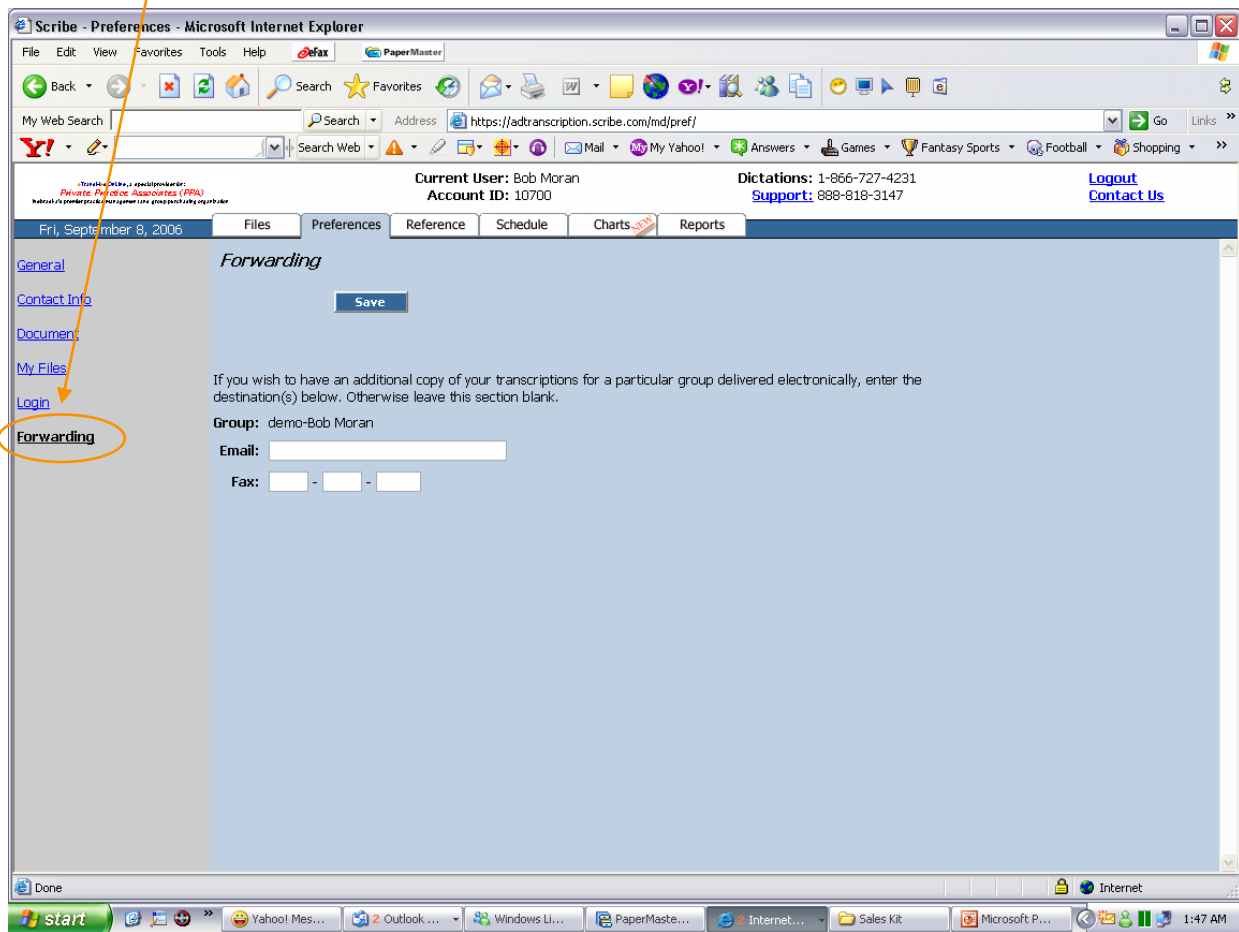 Scribe - Preferences - Microsoft Internet Explorer
File Edit View Favorites Tools Help eFax PaperMaster
Back Search Favorites
My Web Search Search Address https://adtranscription.scribe.com/md/pref/ Go Links »
Y! Search Web Mail My Yahoo! Answers Games Fantasy Sports Football Shopping »
Current User: Bob Moran Dictations: 1-866-727-4231 Logout
Private Practice Associates (PPA) Account ID: 10700 Support: 888-818-3147 Contact Us
Fri, September 8, 2006 Files Preferences Reference Schedule Charts NEW Reports
General
Forwarding
Contact Info
Save
Document
My Files
If you wish to have an additional copy of your transcriptions for a particular group delivered electronically, enter the
destination(s) below. Otherwise leave this section blank.
Login
Group: demo-Bob Moran
Forwarding
Email:
Fax: - -
Done Internet
start » Yahoo! Mes... 2 Outlook ... Windows Li... PaperMaste... 2 Internet... Sales Kit Microsoft P... 1:47 AM